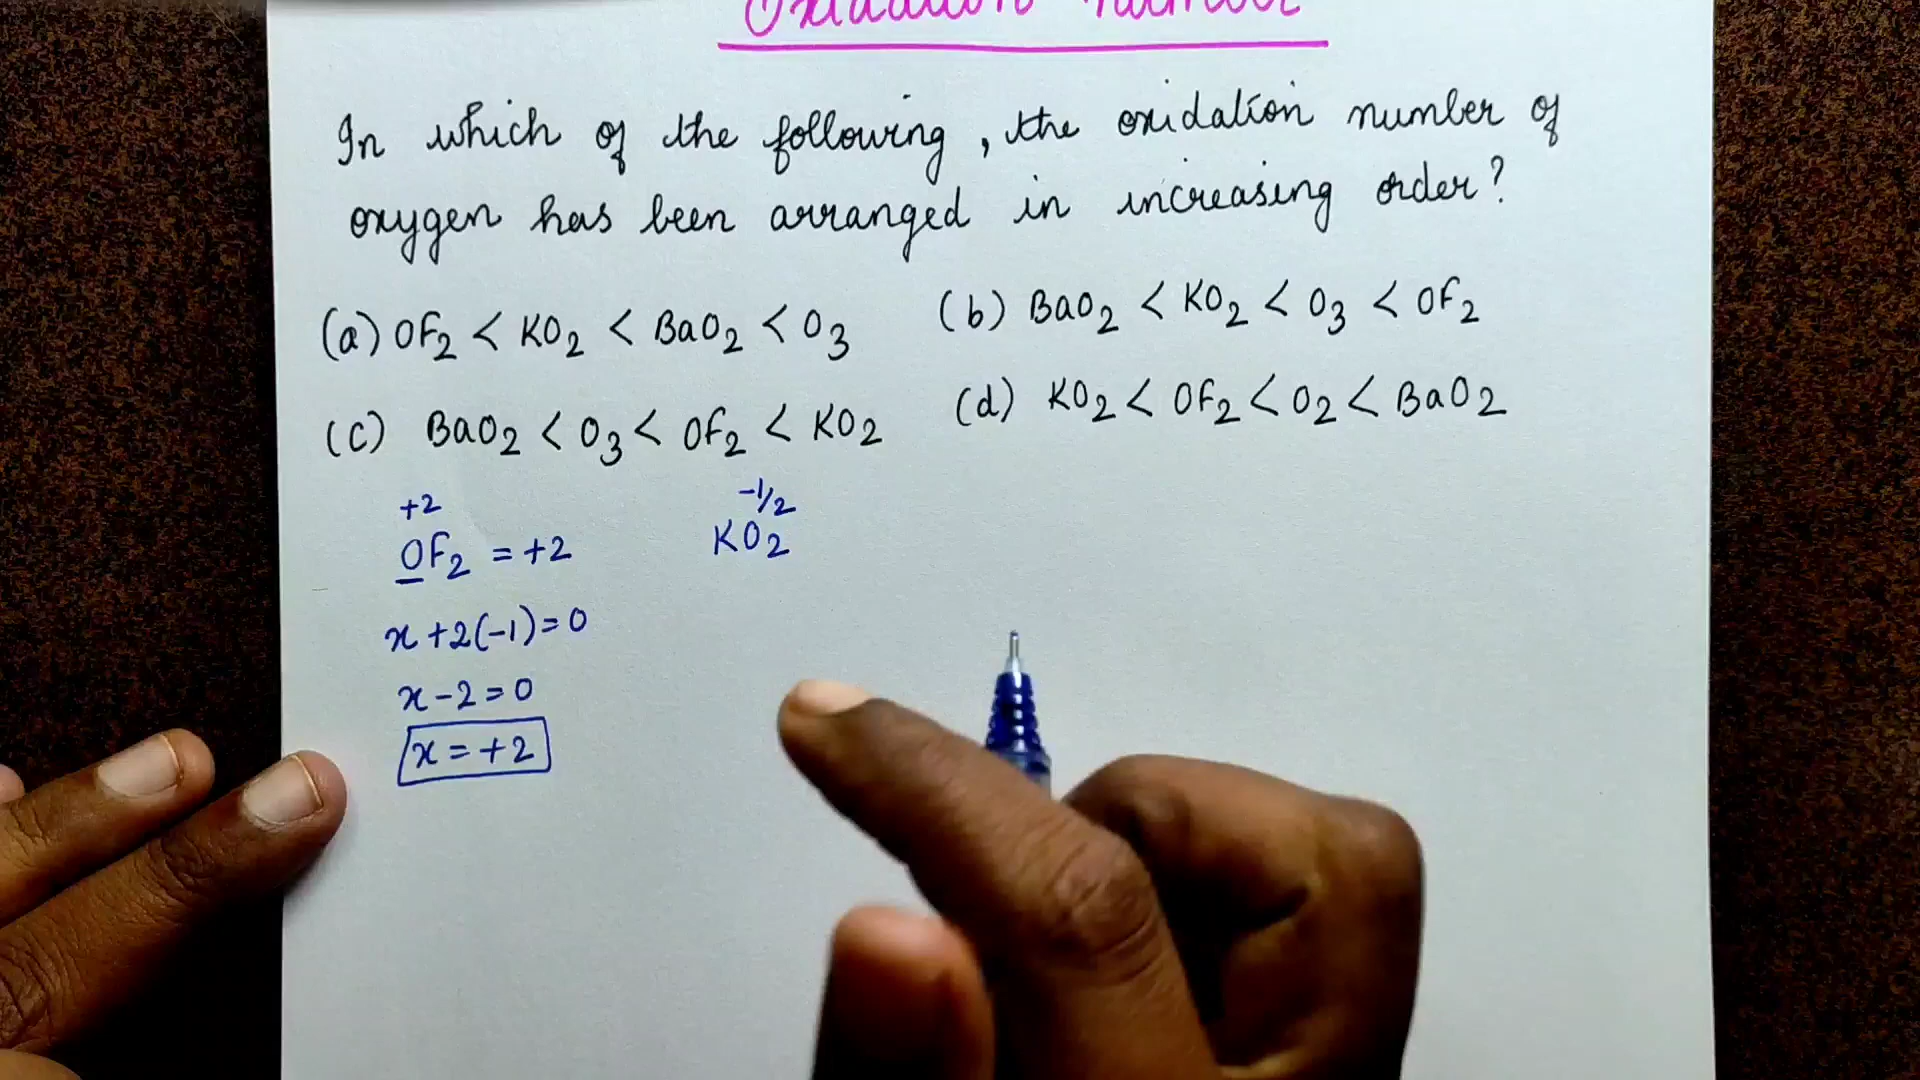 Oxidation number
In which of the following, the oxidation number of
oxygen has been arranged in increasing order?
(a) OF2 < KO2 < BaO2 < O3
(b) BaO2 < KO2 < O3 < OF2
(c) BaO2 < O3 < OF2 < KO2
(d) KO2 < OF2 < O2 < BaO2
+2
OF2 = +2
x+2(-1)=0
x-2=0
x=+2
-1/2
KO2